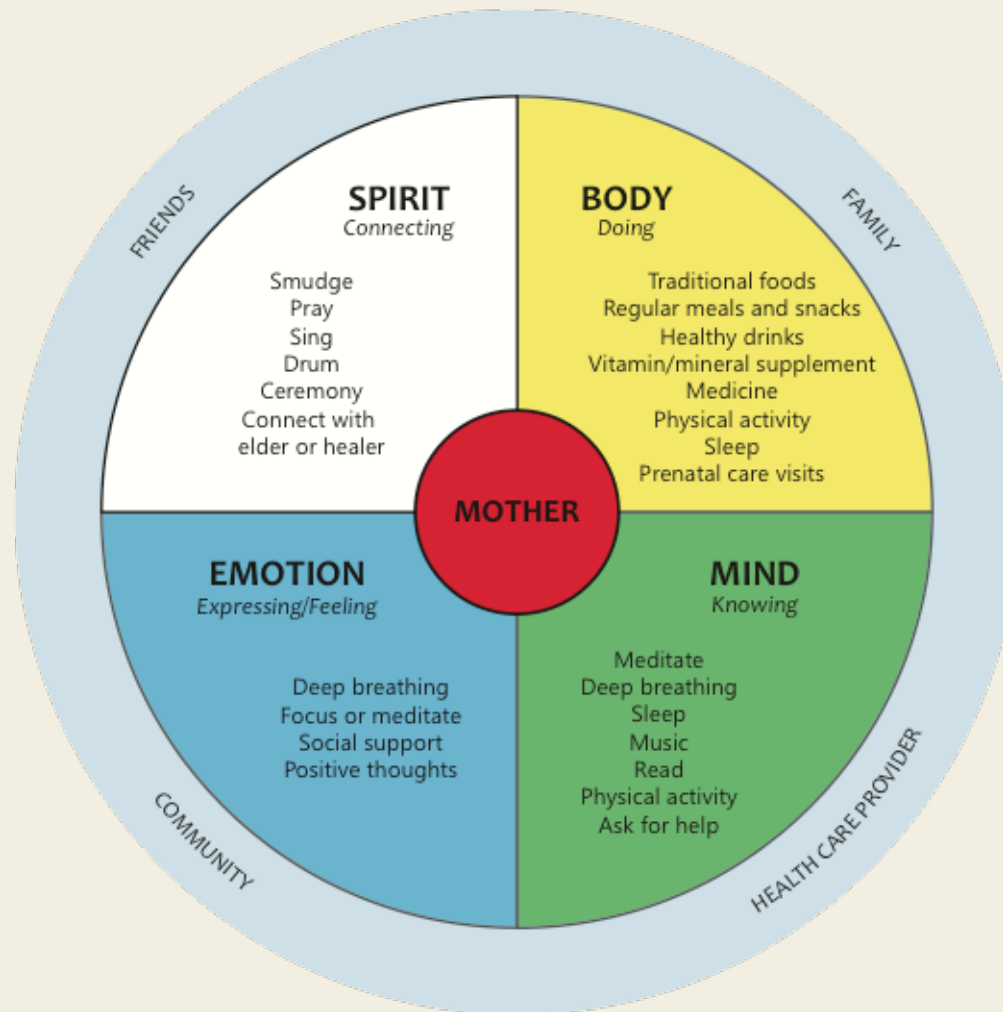 FRIENDS
FAMILY
SPIRIT
Connecting
Smudge
Pray
Sing
Drum
Ceremony
Connect with
elder or healer
BODY
Doing
Traditional foods
Regular meals and snacks
Healthy drinks
Vitamin/mineral supplement
Medicine
Physical activity
Sleep
Prenatal care visits
MOTHER
EMOTION
Expressing/Feeling
Deep breathing
Focus or meditate
Social support
Positive thoughts
MIND
Knowing
Meditate
Deep breathing
Sleep
Music
Read
Physical activity
Ask for help
COMMUNITY
HEALTH CARE PROVIDER